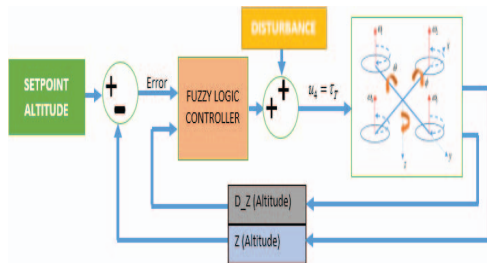 DISTURBANCE
SETPOINT
ALTITUDE
Error
FUZZY LOGIC
CONTROLLER
u₄ = τ_T
D_Z (Altitude)
Z (Altitude)